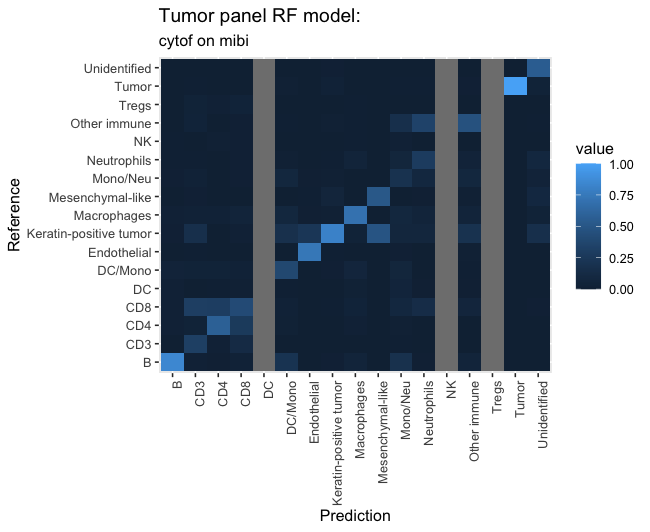 Tumor panel RF model:
cytof on mibi
Reference
Unidentified
Tumor
Tregs
Other immune
NK
Neutrophils
Mono/Neu
Mesenchymal-like
Macrophages
Keratin-positive tumor
Endothelial
DC/Mono
DC
CD8
CD4
CD3
B
B
CD3
CD4
CD8
DC
DC/Mono
Endothelial
Keratin-positive tumor
Macrophages
Mesenchymal-like
Mono/Neu
Neutrophils
NK
Other immune
Tregs
Tumor
Unidentified
Prediction
value
1.00
0.75
0.50
0.25
0.00